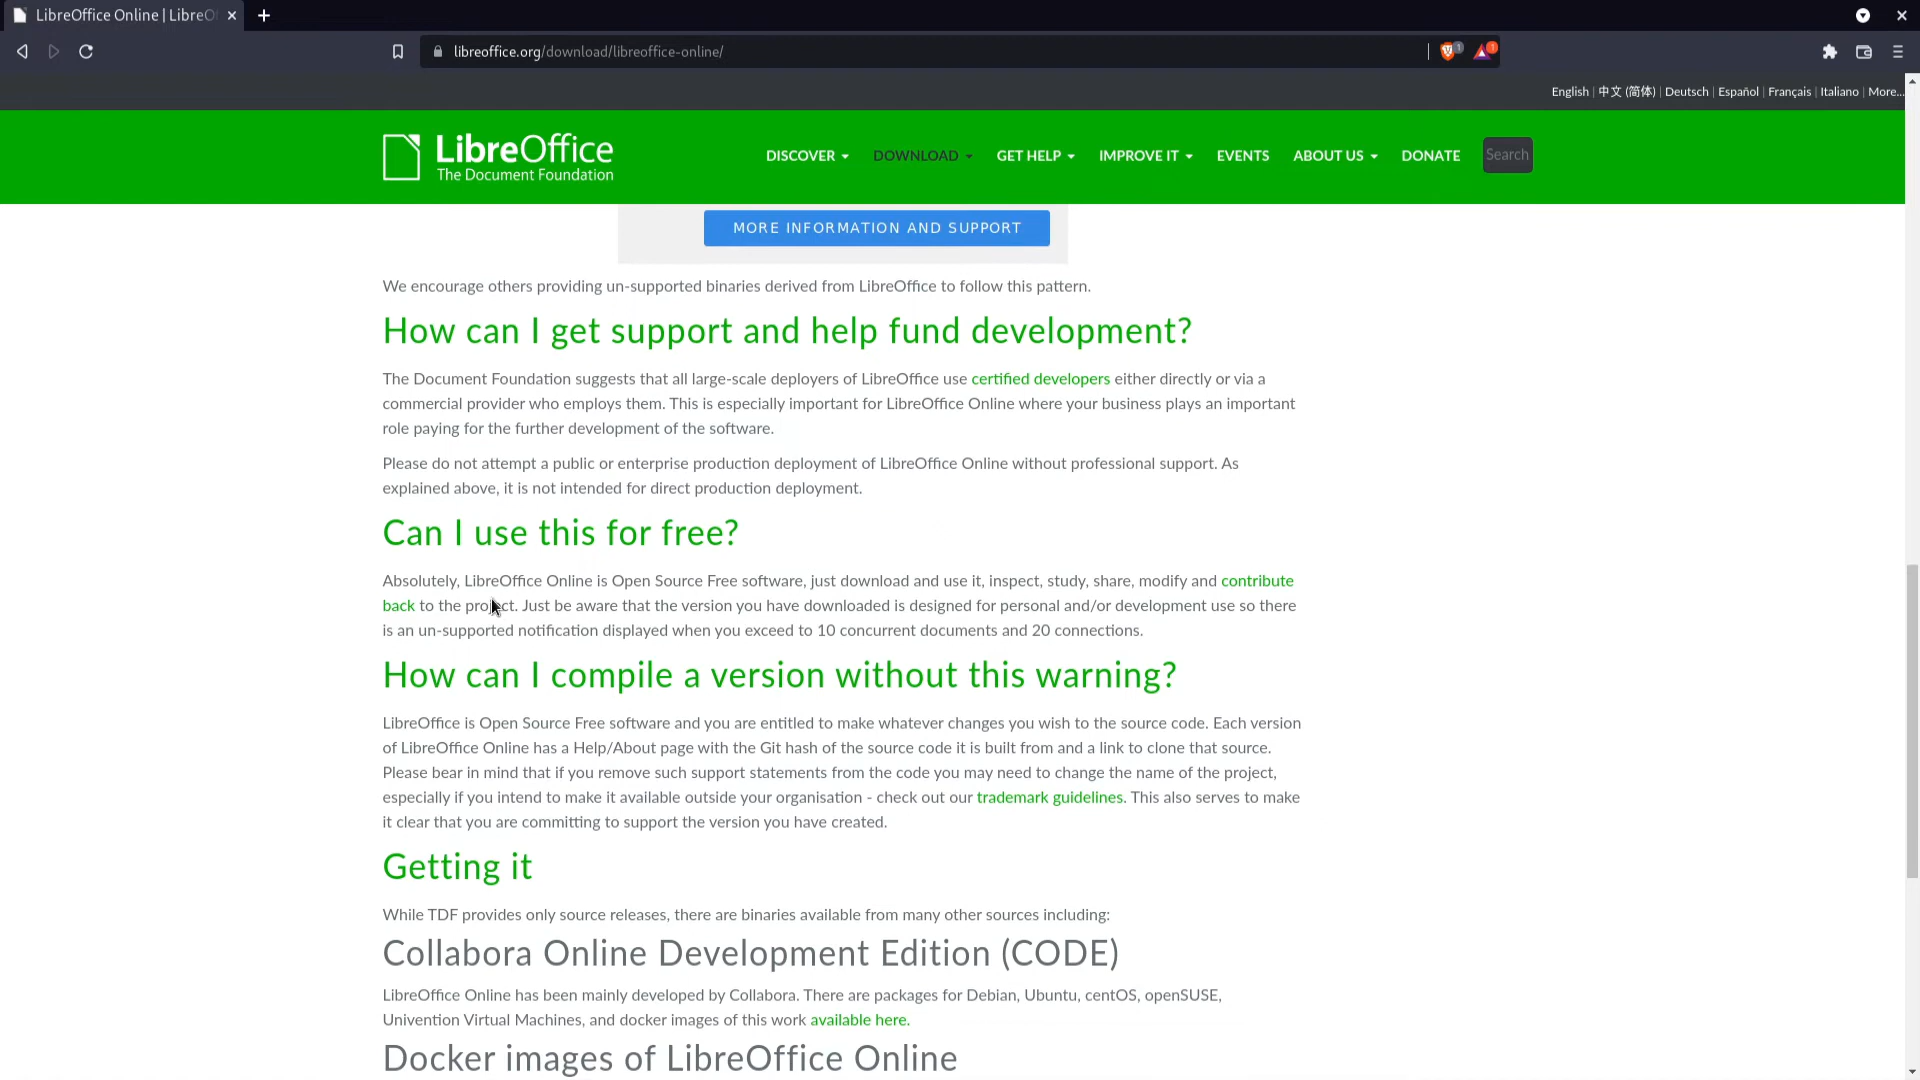 LibreOffice Online | LibreO
libreoffice.org/download/libreoffice-online/
1
1
English | 中文 (简体) | Deutsch | Español | Français | Italiano | More...
LibreOffice
The Document Foundation
DISCOVER DOWNLOAD GET HELP IMPROVE IT EVENTS ABOUT US DONATE Search
MORE INFORMATION AND SUPPORT
We encourage others providing un-supported binaries derived from LibreOffice to follow this pattern.
How can I get support and help fund development?
The Document Foundation suggests that all large-scale deployers of LibreOffice use certified developers either directly or via a
commercial provider who employs them. This is especially important for LibreOffice Online where your business plays an important
role paying for the further development of the software.
Please do not attempt a public or enterprise production deployment of LibreOffice Online without professional support. As
explained above, it is not intended for direct production deployment.
Can I use this for free?
Absolutely, LibreOffice Online is Open Source Free software, just download and use it, inspect, study, share, modify and contribute
back to the project. Just be aware that the version you have downloaded is designed for personal and/or development use so there
is an un-supported notification displayed when you exceed to 10 concurrent documents and 20 connections.
How can I compile a version without this warning?
LibreOffice is Open Source Free software and you are entitled to make whatever changes you wish to the source code. Each version
of LibreOffice Online has a Help/About page with the Git hash of the source code it is built from and a link to clone that source.
Please bear in mind that if you remove such support statements from the code you may need to change the name of the project,
especially if you intend to make it available outside your organisation - check out our trademark guidelines. This also serves to make
it clear that you are committing to support the version you have created.
Getting it
While TDF provides only source releases, there are binaries available from many other sources including:
Collabora Online Development Edition (CODE)
LibreOffice Online has been mainly developed by Collabora. There are packages for Debian, Ubuntu, centOS, openSUSE,
Univention Virtual Machines, and docker images of this work available here.
Docker images of LibreOffice Online